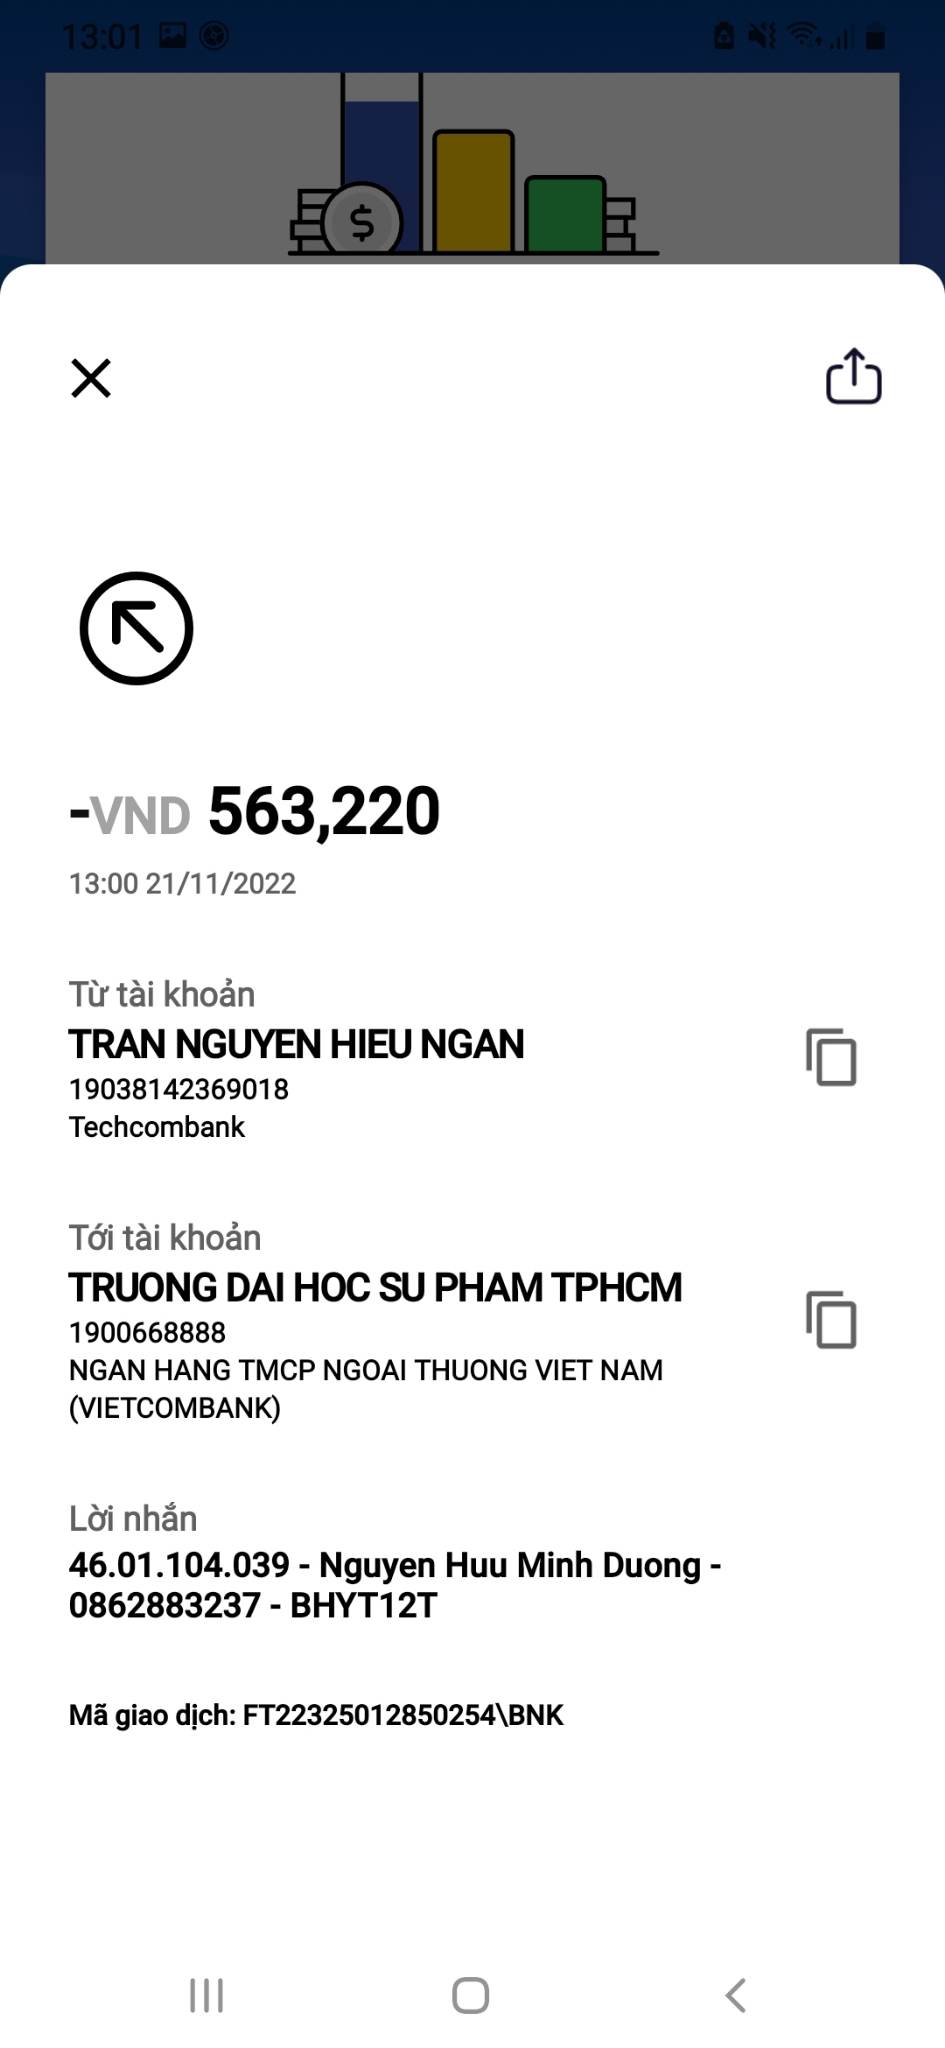 13:01
$
-VND 563,220
13:00 21/11/2022
Từ tài khoản
TRAN NGUYEN HIEU NGAN
19038142369018
Techcombank
Tới tài khoản
TRUONG DAI HOC SU PHAM TPHCM
1900668888
NGAN HANG TMCP NGOAI THUONG VIET NAM
(VIETCOMBANK)
Lời nhắn
46.01.104.039 - Nguyen Huu Minh Duong -
0862883237 - BHYT12T
Mã giao dịch: FT22325012850254\BNK